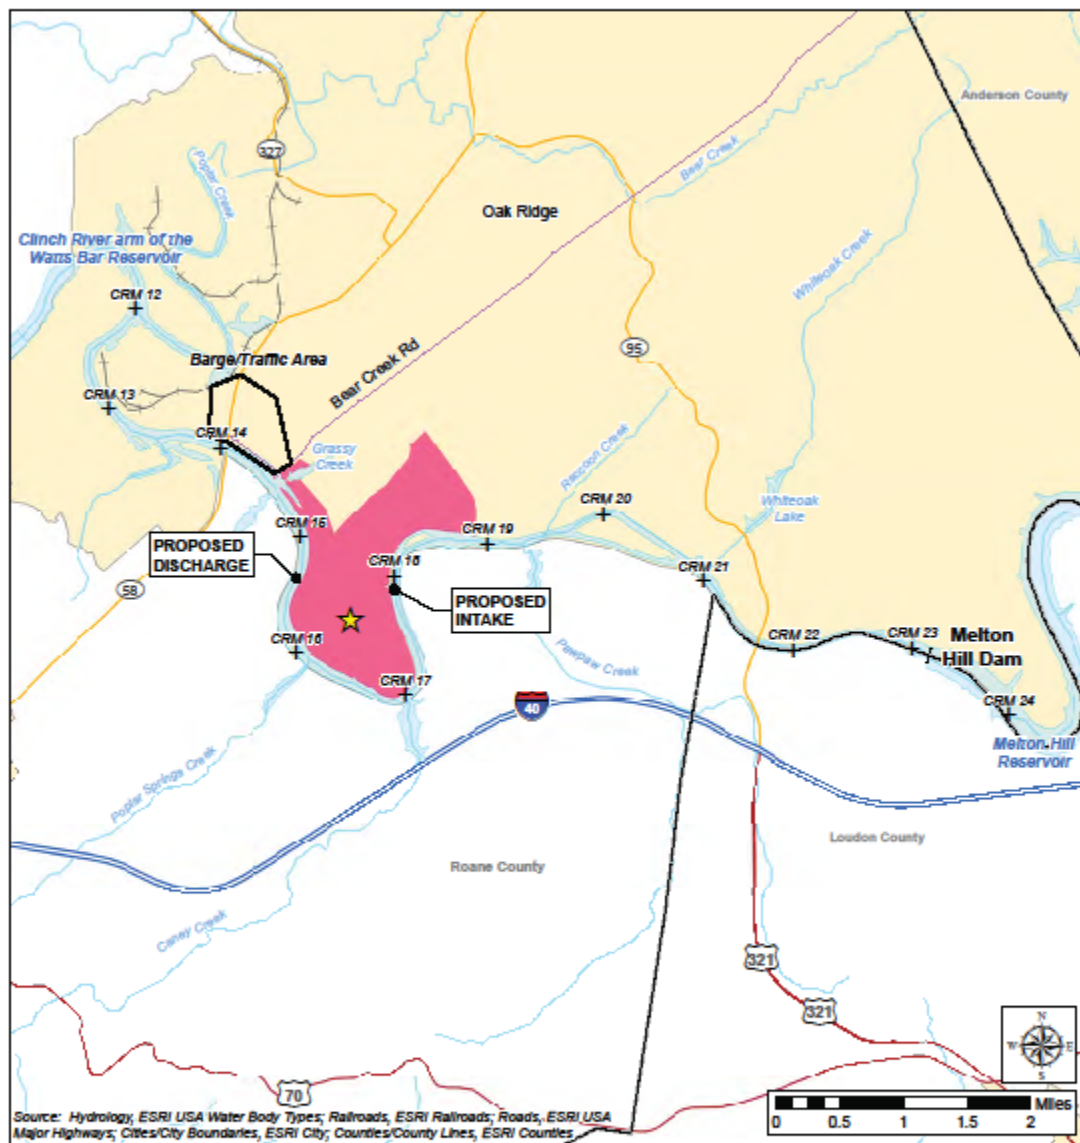 Anderson County
327
Bear Creek
Poplar Creek
Oak Ridge
Clinch River arm of the
Watts Bar Reservoir
Whiteoak Creek
CRM 12
95
Barge/Traffic Area
Bear Creek Rd
CRM 13
CRM 14
Grassy
Creek
Raccoon Creek
CRM 20
Whiteoak
Lake
CRM 15
CRM 19
PROPOSED
DISCHARGE
CRM 18
CRM 21
58
PROPOSED
INTAKE
CRM 16
CRM 22
CRM 23
Melton
Hill Dam
Pawpaw Creek
CRM 17
40
CRM 24
Melton Hill
Reservoir
Poplar Springs Creek
Loudon County
Roane County
Caney Creek
321
321
N
W E
S
70
Miles
0 0.5 1 1.5 2
Source: Hydrology, ESRI USA Water Body Types; Railroads, ESRI Railroads; Roads, ESRI USA
Major Highways; Cities/City Boundaries, ESRI City; Counties/County Lines, ESRI Counties